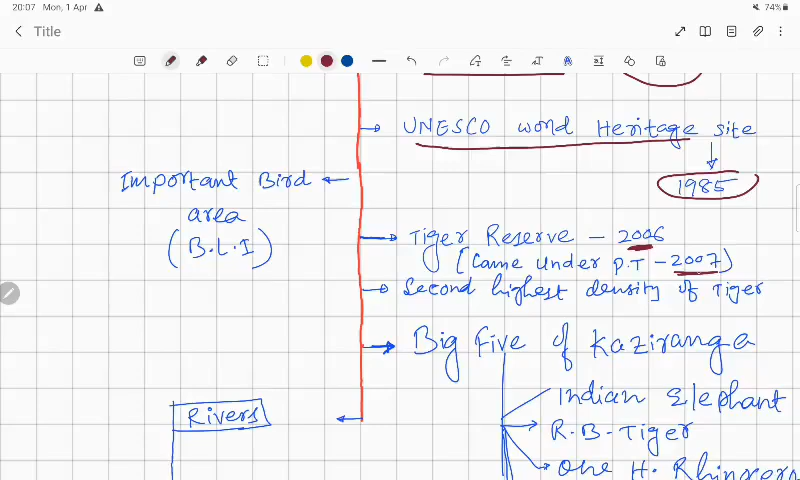 20:07 Mon, 1 Apr
74%
Title
UNESCO world Heritage site
1985
Important Bird
area
(B.L.I)
Tiger Reserve - 2006
(Came Under P.T - 2007)
Second highest density of Tiger
Big Five of Kaziranga
Indian Elephant
R.B-Tiger
One H. Rhinocero
Rivers